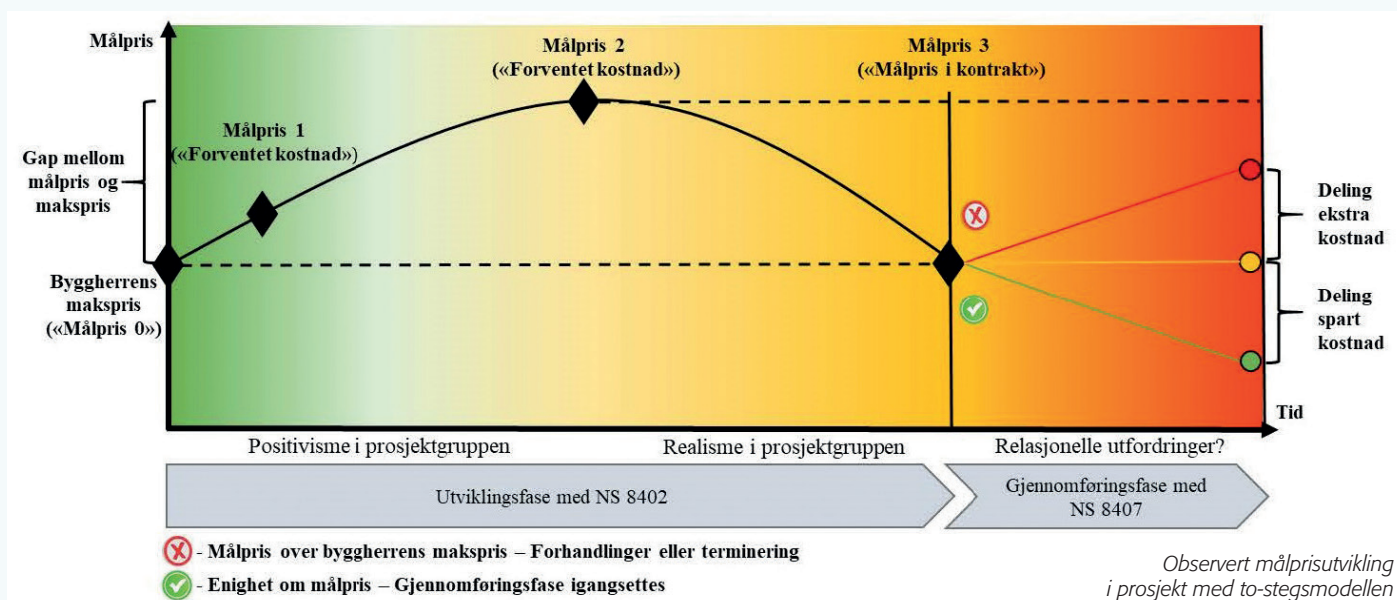 Målpris
Målpris 2
(«Forventet kostnad»)
Målpris 3
(«Målpris i kontrakt»)
Målpris 1
(«Forventet kostnad»)
Gap mellom
målpris og
makspris
Byggherrens
makspris
(«Målpris 0»)
Deling
ekstra
kostnad
Deling
spart
kostnad
Tid
Positivisme i prosjektgruppen
Realisme i prosjektgruppen
Relasjonelle utfordringer?
Utviklingsfase med NS 8402
Gjennomføringsfase med
NS 8407
- Målpris over byggherrens makspris – Forhandlinger eller terminering
- Enighet om målpris – Gjennomføringsfase igangsettes
Observert målprisutvikling
i prosjekt med to-stegsmodellen